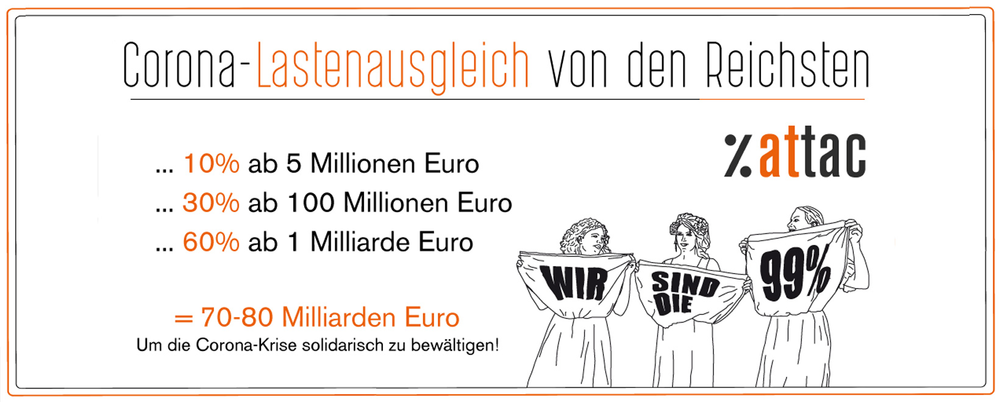 Corona-Lastenausgleich von den Reichsten
%attac
... 10% ab 5 Millionen Euro
... 30% ab 100 Millionen Euro
... 60% ab 1 Milliarde Euro
WIR
SIND
DIE
99%
= 70-80 Milliarden Euro
Um die Corona-Krise solidarisch zu bewältigen!